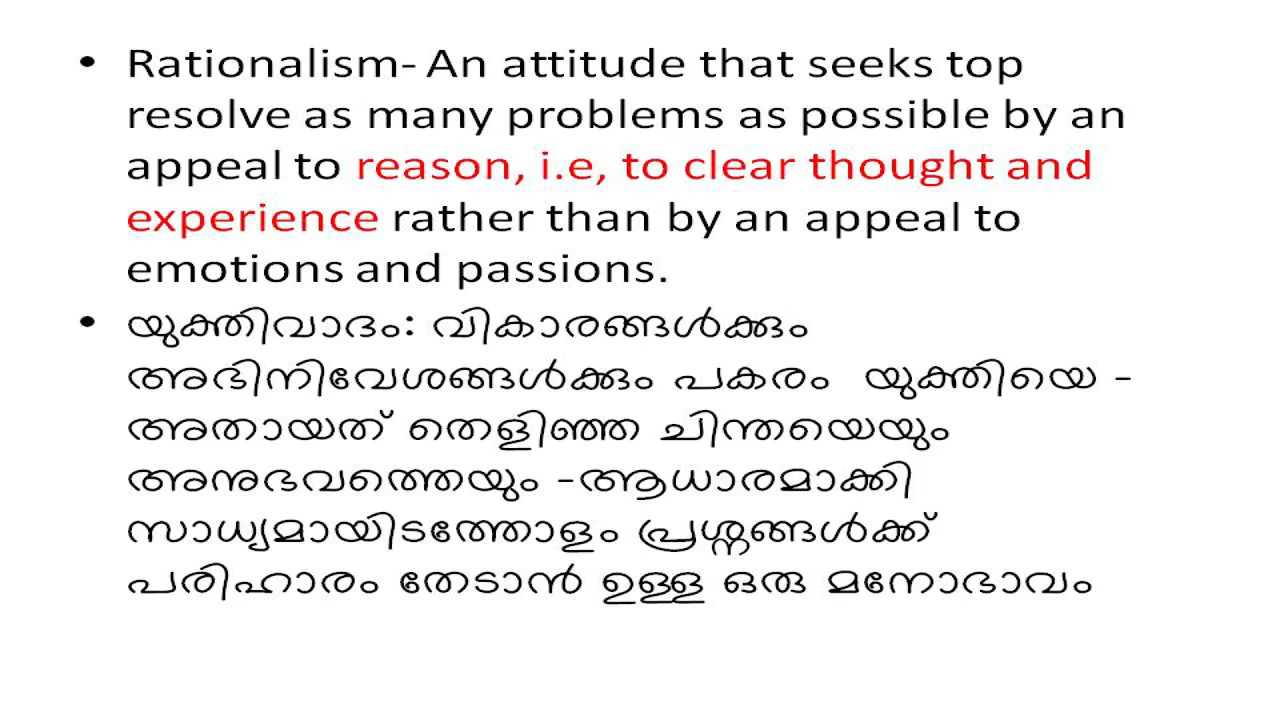 • Rationalism- An attitude that seeks top
resolve as many problems as possible by an
appeal to reason, i.e, to clear thought and
experience rather than by an appeal to
emotions and passions.
• യുക്തിവാദം: വികാരങ്ങൾക്കും
അഭിനിവേശങ്ങൾക്കും പകരം യുക്തിയെ -
അതായത് തെളിഞ്ഞ ചിന്തയെയും
അനുഭവത്തെയും -ആധാരമാക്കി
സാധ്യമായിടത്തോളം പ്രശ്നങ്ങൾക്ക്
പരിഹാരം തേടാൻ ഉള്ള ഒരു മനോഭാവം